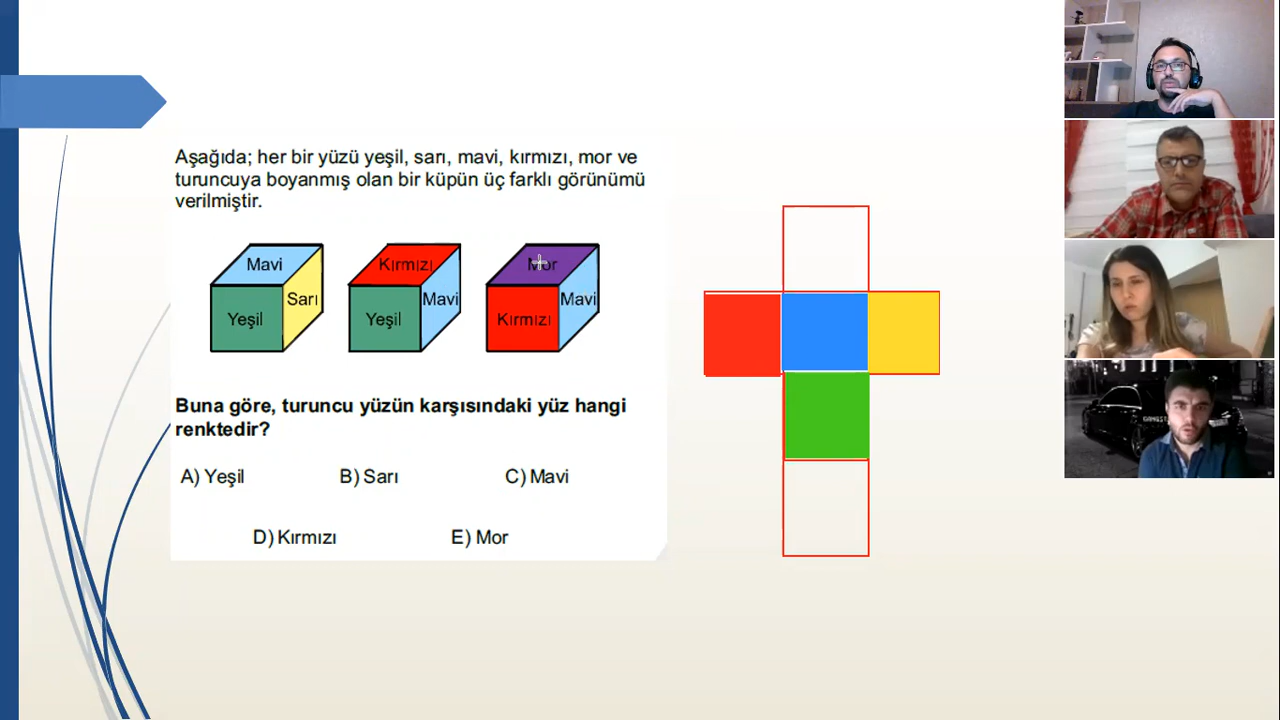 Aşağıda; her bir yüzü yeşil, sarı, mavi, kırmızı, mor ve
turuncuya boyanmış olan bir küpün üç farklı görünümü
verilmiştir.
Mavi
Sarı
Yeşil
Kırmızı
Mavi
Yeşil
Mor
Mavi
Kırmızı
Buna göre, turuncu yüzün karşısındaki yüz hangi
renktedir?
A) Yeşil B) Sarı C) Mavi
D) Kırmızı E) Mor